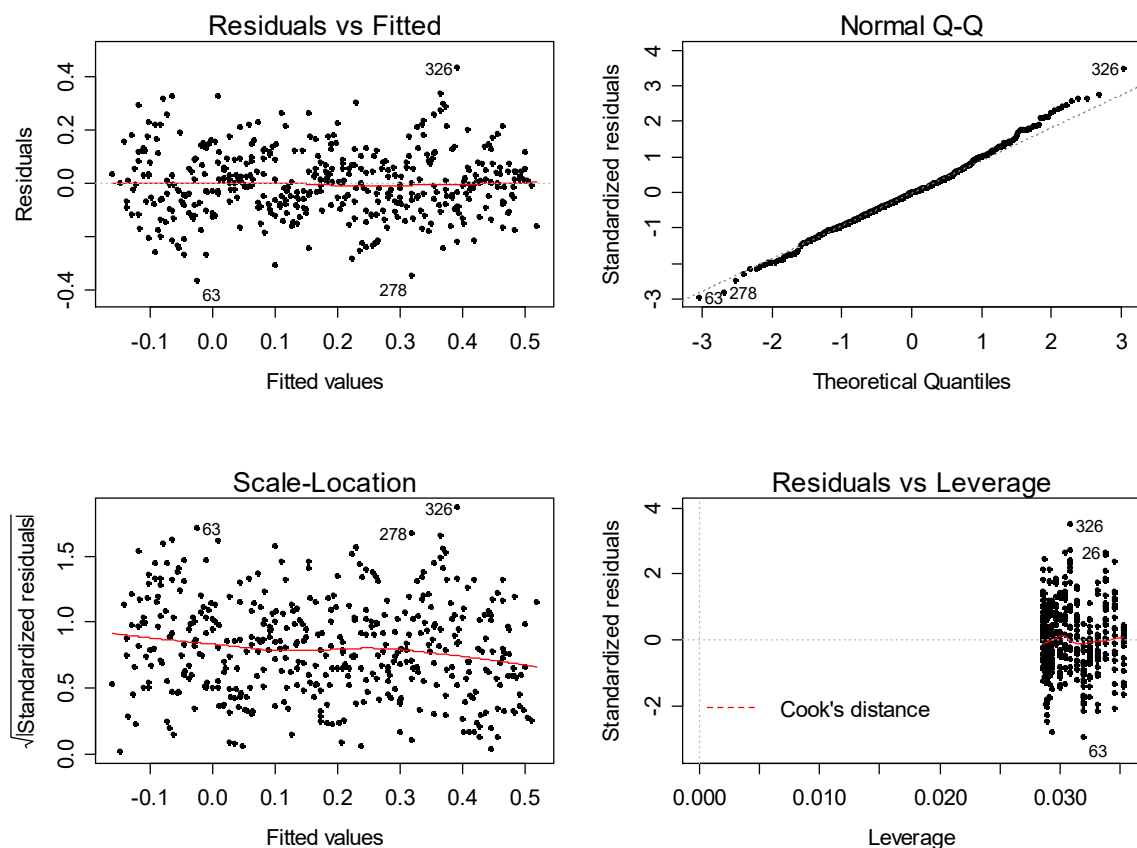 Residuals vs Fitted
Residuals
0.4
0.2
0.0
-0.4
326
63
278
-0.1 0.0 0.1 0.2 0.3 0.4 0.5
Fitted values
Normal Q-Q
Standardized residuals
4
3
2
1
0
-1
-3
326
63
278
-3 -2 -1 0 1 2 3
Theoretical Quantiles
Scale-Location
√|Standardized residuals|
1.5
1.0
0.5
0.0
63
278
326
-0.1 0.0 0.1 0.2 0.3 0.4 0.5
Fitted values
Residuals vs Leverage
Standardized residuals
4
2
0
-2
326
26
63
Cook's distance
0.000 0.010 0.020 0.030
Leverage